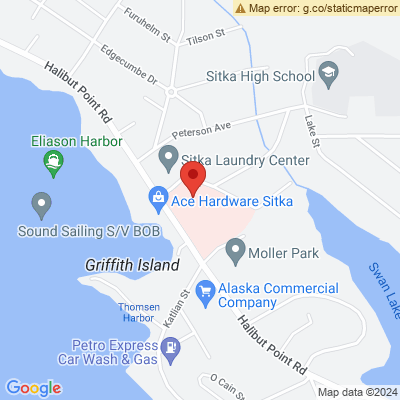 Map error: g.co/staticmaperror
Furuhelm St
Tilson St
Edgecumbe Dr
Sitka High School
Halibut Point Rd
Peterson Ave
Lake St
Eliason Harbor
Sitka Laundry Center
Ace Hardware Sitka
Sound Sailing S/V BOB
Moller Park
Griffith Island
Swan Lake
Alaska Commercial
Company
Thomsen
Harbor
Katlian St
Halibut Point Rd
Petro Express
Car Wash & Gas
O Cain St
Google
Map data ©2024